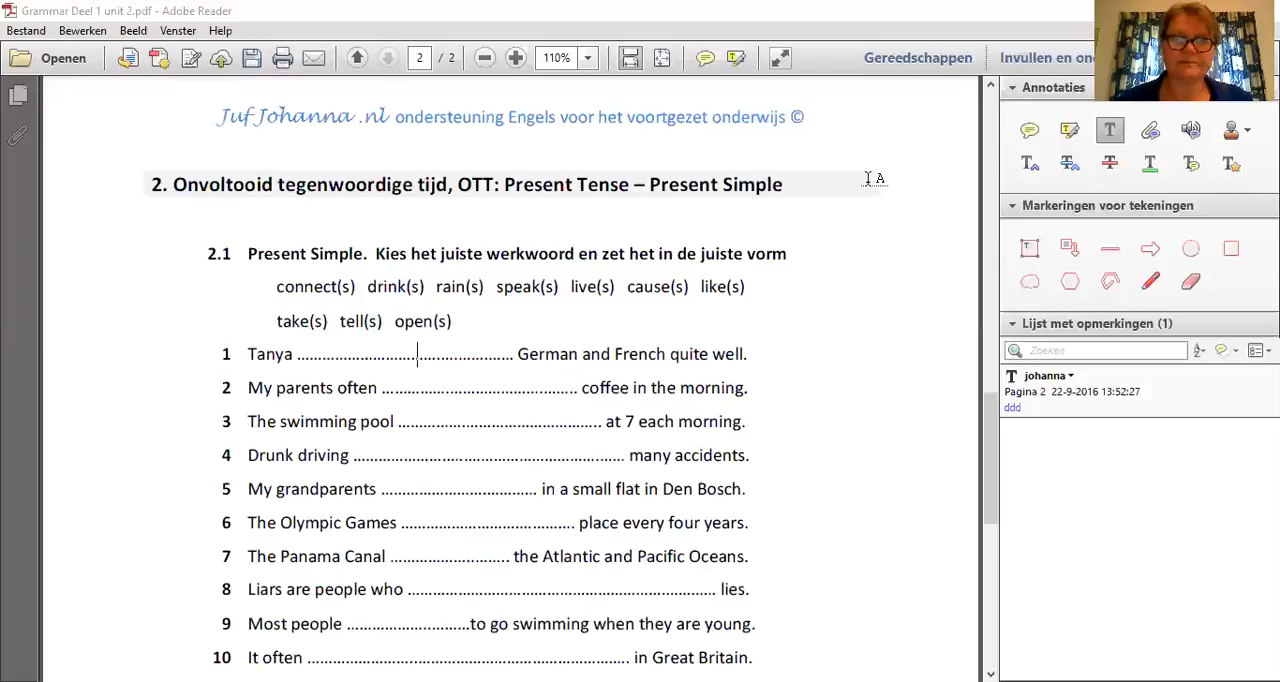 Grammar Deel 1 unit 2.pdf - Adobe Reader
Bestand Bewerken Beeld Venster Help
Openen 2 / 2 110% Gereedschappen Invullen en on
Annotaties
Juf Johanna .nl ondersteuning Engels voor het voortgezet onderwijs ©
2. Onvoltooid tegenwoordige tijd, OTT: Present Tense – Present Simple
2.1 Present Simple. Kies het juiste werkwoord en zet het in de juiste vorm
connect(s) drink(s) rain(s) speak(s) live(s) cause(s) like(s)
take(s) tell(s) open(s)
1 Tanya ................................................ German and French quite well.
2 My parents often ............................................ coffee in the morning.
3 The swimming pool .............................................. at 7 each morning.
4 Drunk driving ............................................................ many accidents.
5 My grandparents ................................... in a small flat in Den Bosch.
6 The Olympic Games ....................................... place every four years.
7 The Panama Canal ........................... the Atlantic and Pacific Oceans.
8 Liars are people who ...................................................................... lies.
9 Most people ............................to go swimming when they are young.
10 It often ......................................................................... in Great Britain.
Markeringen voor tekeningen
Lijst met opmerkingen (1)
Zoeken
johanna
Pagina 2 22-9-2016 13:52:27
ddd